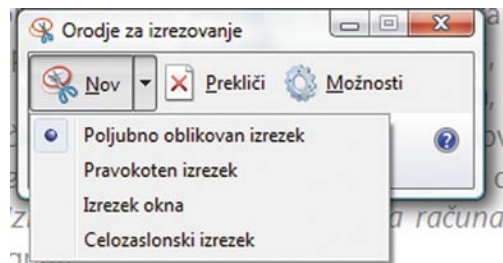 Orodje za izrezovanje
Nov Prekliči Možnosti
Poljubno oblikovan izrezek
Pravokoten izrezek
Izrezek okna
Celozaslonski izrezek
a računa